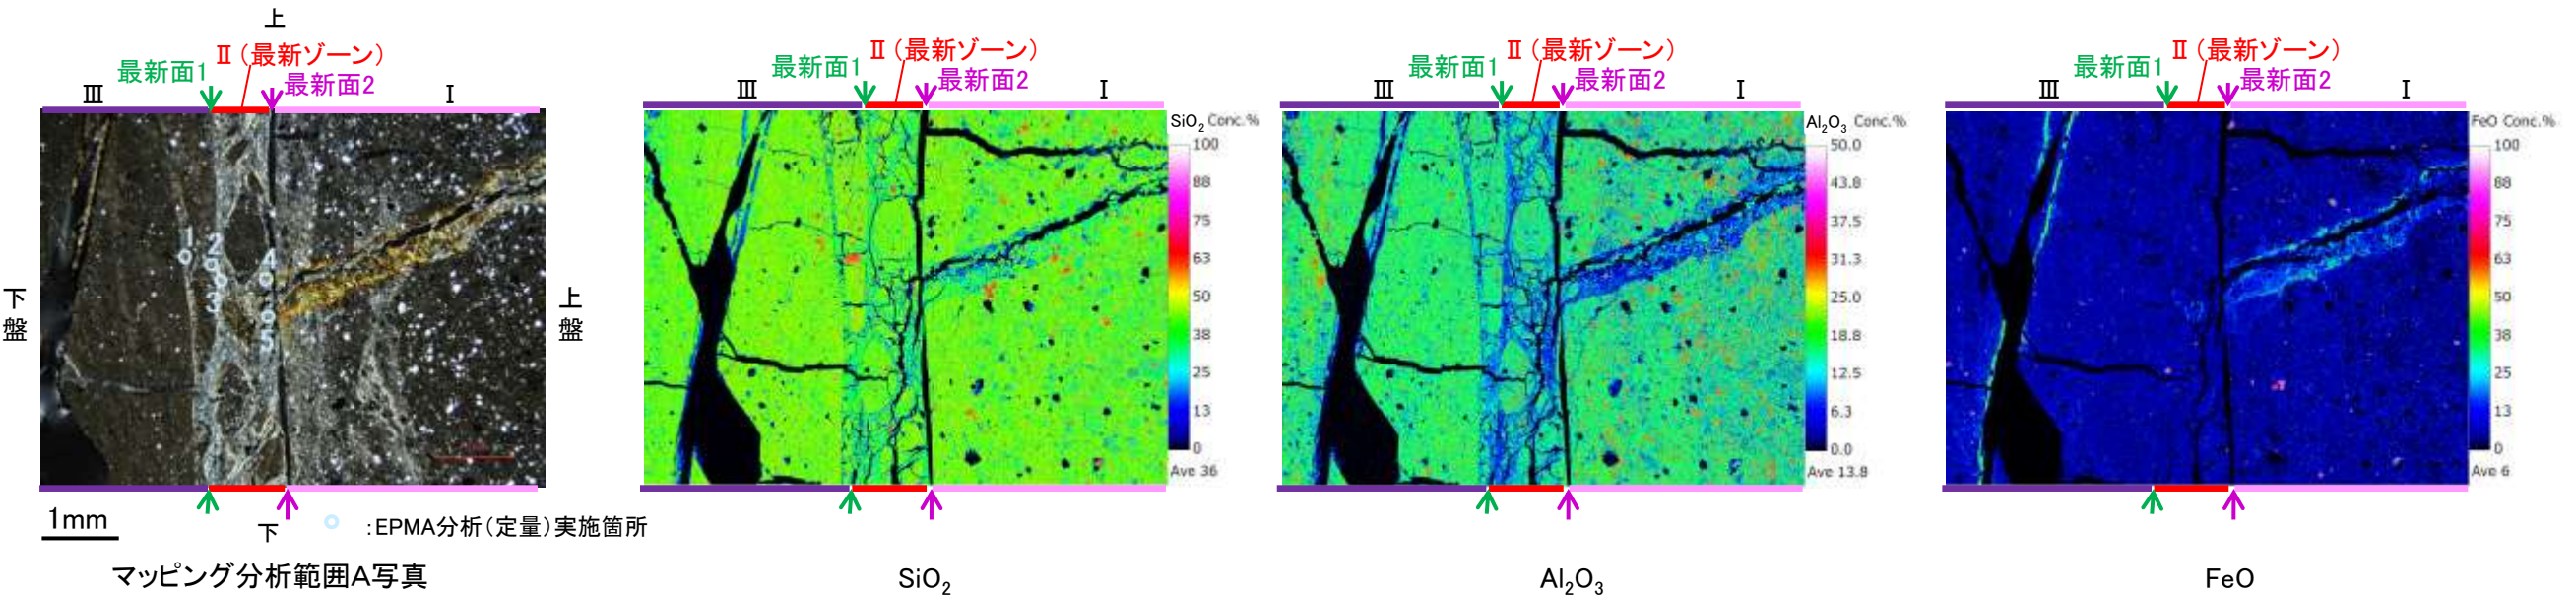 上
Ⅱ(最新ゾーン)
最新面1
最新面2
Ⅲ
Ⅰ
下盤
上盤
1
2
3
4
5
6
1mm
下
:EPMA分析(定量)実施箇所
マッピング分析範囲A写真
Ⅱ(最新ゾーン)
最新面1
最新面2
Ⅲ
Ⅰ
SiO₂ Conc.%
100
88
75
63
50
38
25
13
0
Ave 36
SiO₂
Ⅱ(最新ゾーン)
最新面1
最新面2
Ⅲ
Ⅰ
Al₂O₃ Conc.%
50.0
43.8
37.5
31.3
25.0
18.8
12.5
6.3
0.0
Ave 13.8
Al₂O₃
Ⅱ(最新ゾーン)
最新面1
最新面2
Ⅲ
Ⅰ
FeO Conc.%
100
88
75
63
50
38
25
13
0
Ave 6
FeO